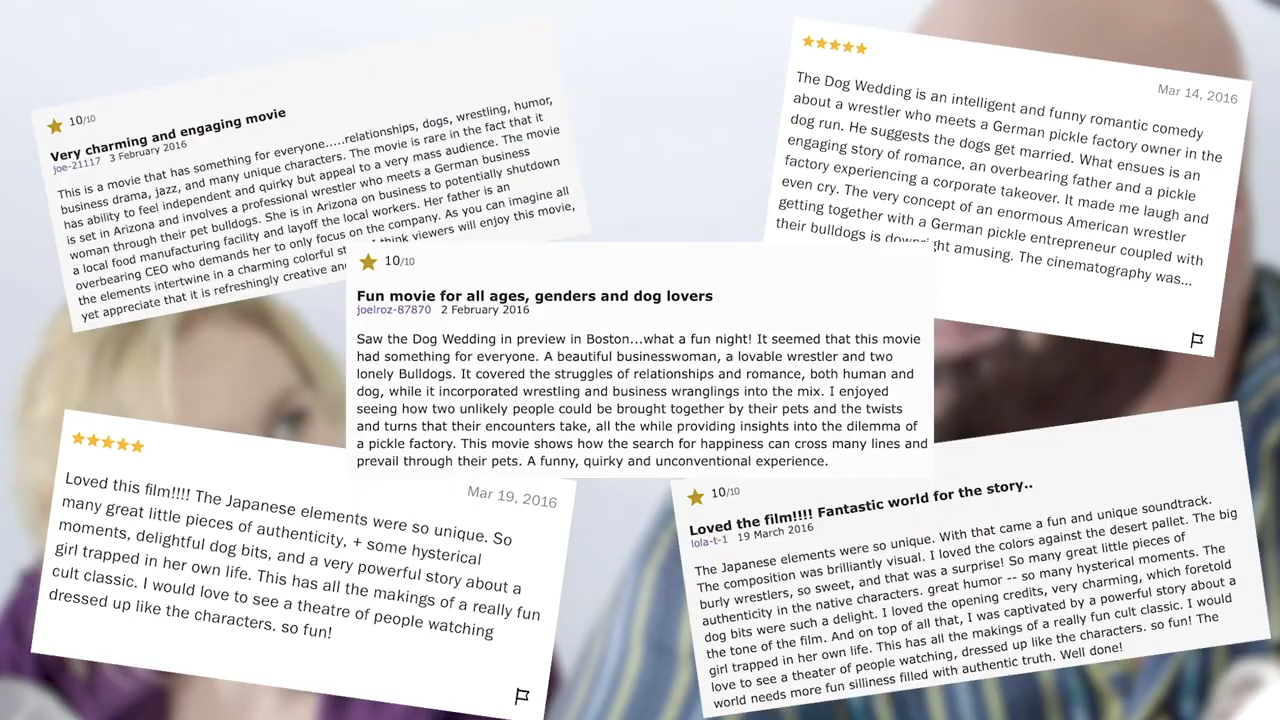 10/10
Very charming and engaging movie
joe-21117 3 February 2016
This is a movie that has something for everyone.....relationships, dogs, wrestling, humor,
business drama, jazz, and many unique characters. The movie is rare in the fact that it
has ability to feel independent and quirky but appeal to a very mass audience. The movie
is set in Arizona and involves a professional wrestler who meets a German business
woman through their pet bulldogs. She is in Arizona on business to potentially shutdown
a local food manufacturing facility and layoff the local workers. Her father is an
overbearing CEO who demands her to only focus on the company. As you can imagine all
the elements intertwine in a charming colorful think viewers will enjoy this movie,
yet appreciate that it is refreshingly creative
Mar 14, 2016
The Dog Wedding is an intelligent and funny romantic comedy
about a wrestler who meets a German pickle factory owner in the
dog run. He suggests the dogs get married. What ensues is an
engaging story of romance, an overbearing father and a pickle
factory experiencing a corporate takeover. It made me laugh and
even cry. The very concept of an enormous American wrestler
getting together with a German pickle entrepreneur coupled with
their bulldogs is downright amusing. The cinematography was...
10/10
Fun movie for all ages, genders and dog lovers
joelroz-87870 2 February 2016
Saw the Dog Wedding in preview in Boston...what a fun night! It seemed that this movie
had something for everyone. A beautiful businesswoman, a lovable wrestler and two
lonely Bulldogs. It covered the struggles of relationships and romance, both human and
dog, while it incorporated wrestling and business wranglings into the mix. I enjoyed
seeing how two unlikely people could be brought together by their pets and the twists
and turns that their encounters take, all the while providing insights into the dilemma of
a pickle factory. This movie shows how the search for happiness can cross many lines and
prevail through their pets. A funny, quirky and unconventional experience.
Mar 19, 2016
Loved this film!!!! The Japanese elements were so unique. So
many great little pieces of authenticity, + some hysterical
moments, delightful dog bits, and a very powerful story about a
girl trapped in her own life. This has all the makings of a really fun
cult classic. I would love to see a theatre of people watching
dressed up like the characters. so fun!
10/10
Loved the film!!!! Fantastic world for the story..
lola-t-1 19 March 2016
Japanese elements were so unique. With that came a fun and unique soundtrack.
The composition was brilliantly visual. I loved the colors against the desert pallet. The big
burly wrestlers, so sweet, and that was a surprise! So many great little pieces of
authenticity in the native characters. great humor -- so many hysterical moments. The
dog bits were such a delight. I loved the opening credits, very charming, which foretold
the tone of the film. And on top of all that, I was captivated by a powerful story about a
girl trapped in her own life. This has all the makings of a really fun cult classic. I would
love to see a theater of people watching, dressed up like the characters. so fun! The
world needs more fun silliness filled with authentic truth. Well done!